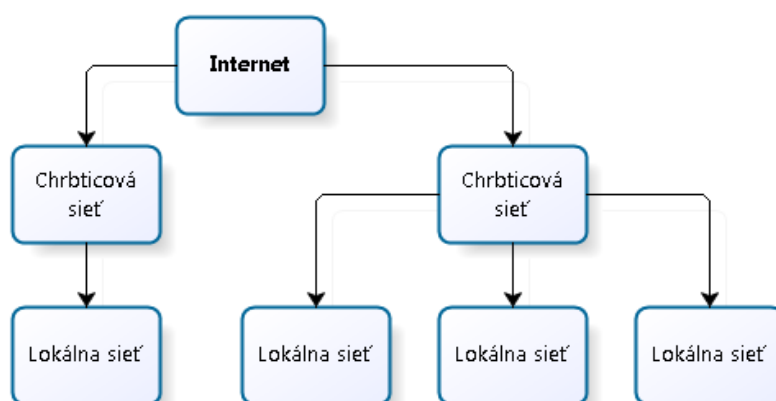 Internet
Chrbticová
sieť
Chrbticová
sieť
Lokálna sieť
Lokálna sieť
Lokálna sieť
Lokálna sieť